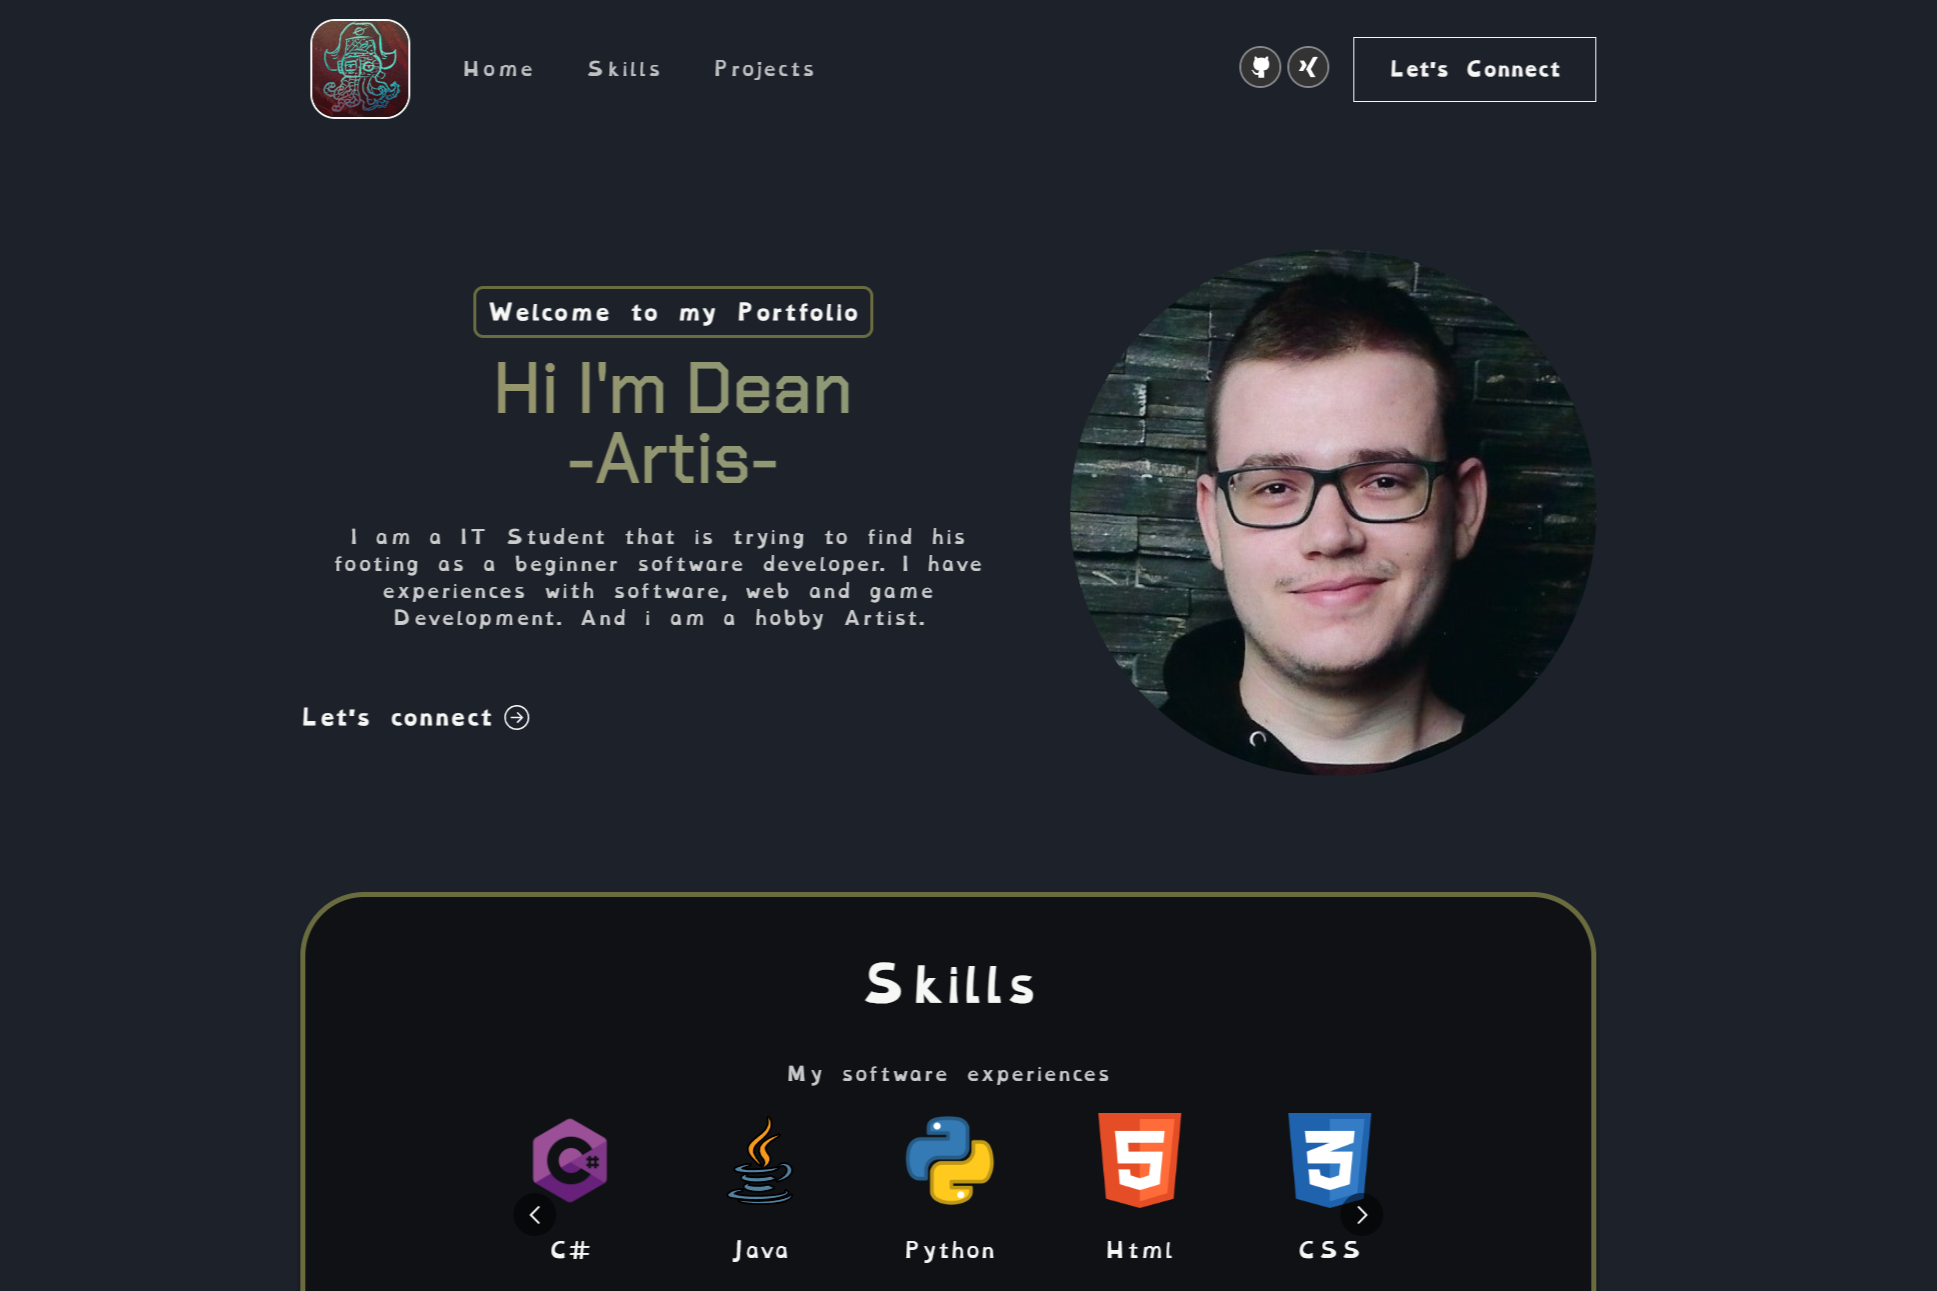 Home
Skills
Projects
Let's Connect
Welcome to my Portfolio
Hi I'm Dean
-Artis-
I am a IT Student that is trying to find his
footing as a beginner software developer. I have
experiences with software, web and game
Development. And i am a hobby Artist.
Let's connect
Skills
My software experiences
C#
Java
Python
Html
CSS